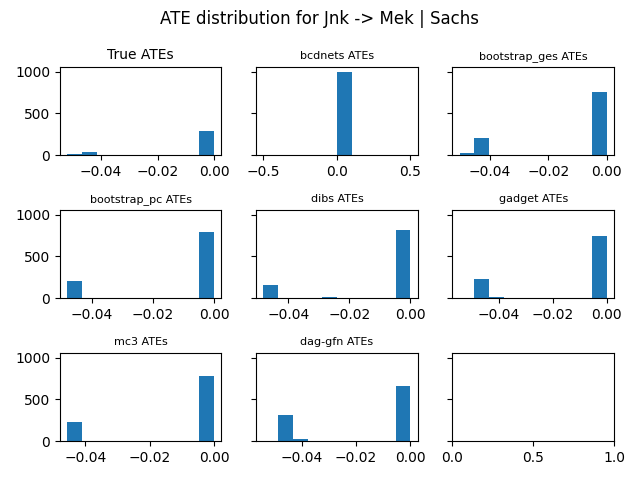 ATE distribution for Jnk -> Mek | Sachs
True ATEs
bcdnets ATEs
bootstrap_ges ATEs
1000
500
0
−0.04 −0.02 0.00
−0.5 0.0 0.5
−0.04 −0.02 0.00
bootstrap_pc ATEs
dibs ATEs
gadget ATEs
1000
500
0
−0.04 −0.02 0.00
−0.04 −0.02 0.00
−0.04 −0.02 0.00
mc3 ATEs
dag-gfn ATEs
1000
500
0
−0.04 −0.02 0.00
−0.04 −0.02 0.00
0.0 0.5 1.0